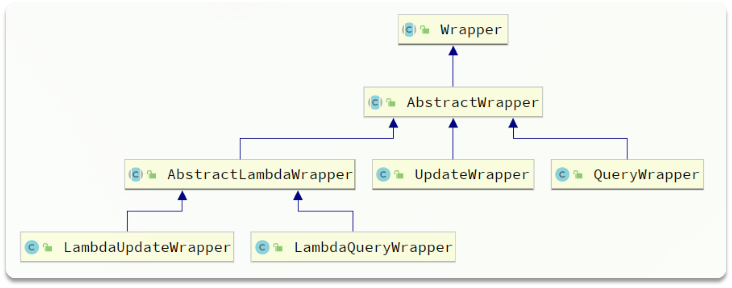 Wrapper
AbstractWrapper
AbstractLambdaWrapper
UpdateWrapper
QueryWrapper
LambdaUpdateWrapper
LambdaQueryWrapper